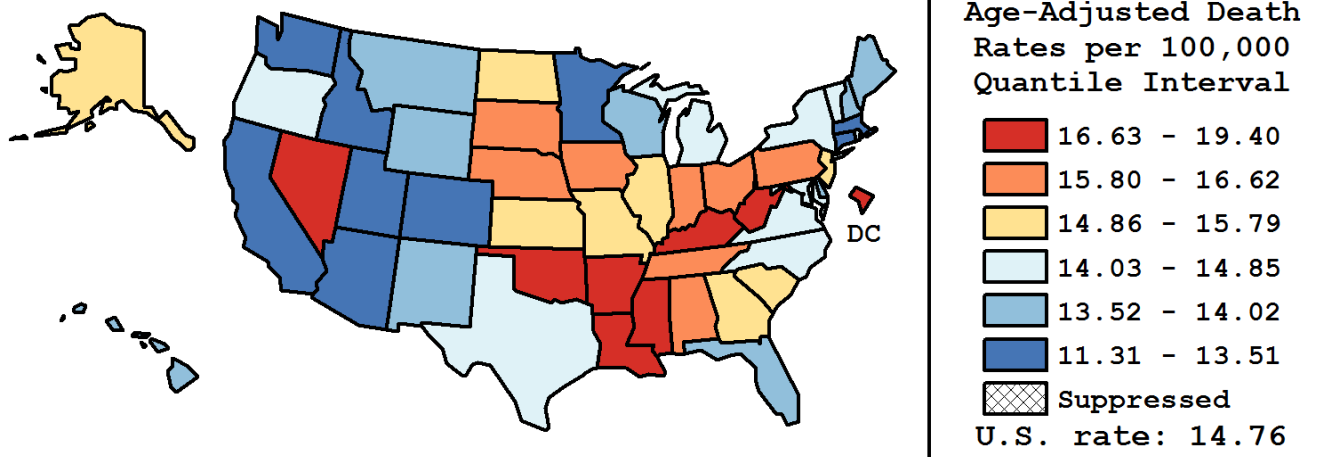 Age-Adjusted Death
Rates per 100,000
Quantile Interval
16.63 - 19.40
15.80 - 16.62
14.86 - 15.79
14.03 - 14.85
13.52 - 14.02
11.31 - 13.51
Suppressed
U.S. rate: 14.76
DC